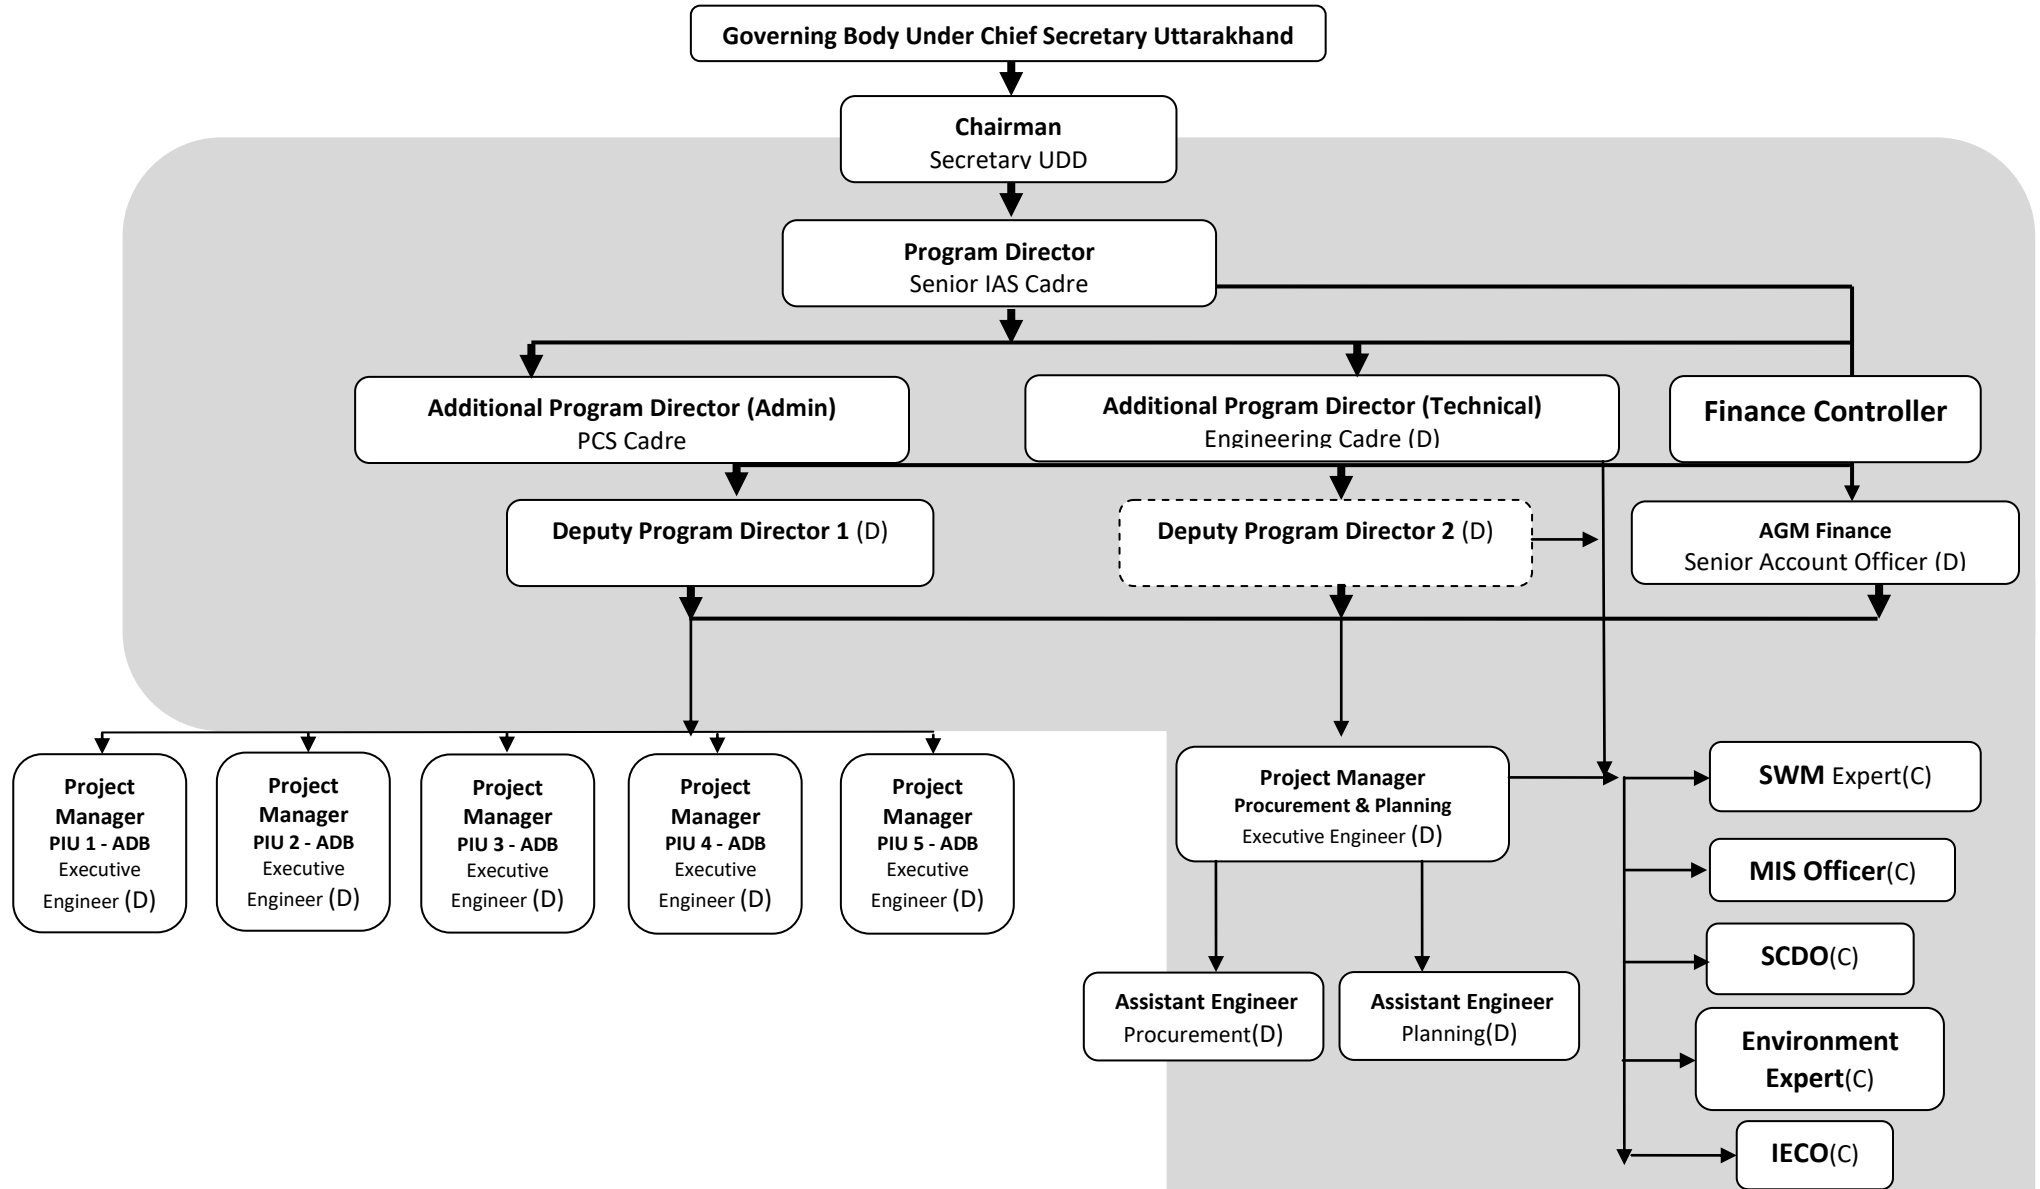 Governing Body Under Chief Secretary Uttarakhand
Chairman
Secretary UDD
Program Director
Senior IAS Cadre
Additional Program Director (Admin)
PCS Cadre
Additional Program Director (Technical)
Engineering Cadre (D)
Finance Controller
Deputy Program Director 1 (D)
Deputy Program Director 2 (D)
AGM Finance
Senior Account Officer (D)
Project
Manager
PIU 1 - ADB
Executive
Engineer (D)
Project
Manager
PIU 2 - ADB
Executive
Engineer (D)
Project
Manager
PIU 3 - ADB
Executive
Engineer (D)
Project
Manager
PIU 4 - ADB
Executive
Engineer (D)
Project
Manager
PIU 5 - ADB
Executive
Engineer (D)
Project Manager
Procurement & Planning
Executive Engineer (D)
Assistant Engineer
Procurement(D)
Assistant Engineer
Planning(D)
SWM Expert(C)
MIS Officer(C)
SCDO(C)
Environment
Expert(C)
IECO(C)